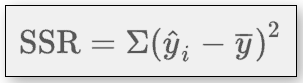 SSR = Σ(ŷᵢ − y̅)²